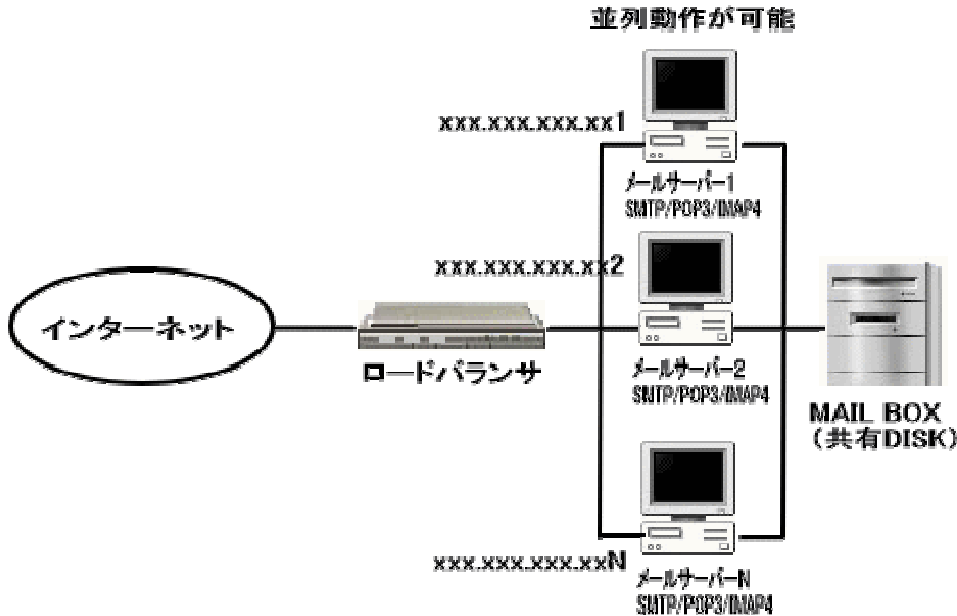 並列動作が可能
xxx.xxx.xxx.xx1
メールサーバー1
SMTP/POP3/IMAP4
xxx.xxx.xxx.xx2
インターネット
ロードバランサ
メールサーバー2
SMTP/POP3/IMAP4
MAIL BOX
(共有DISK)
xxx.xxx.xxx.xxN
メールサーバーN
SMTP/POP3/IMAP4